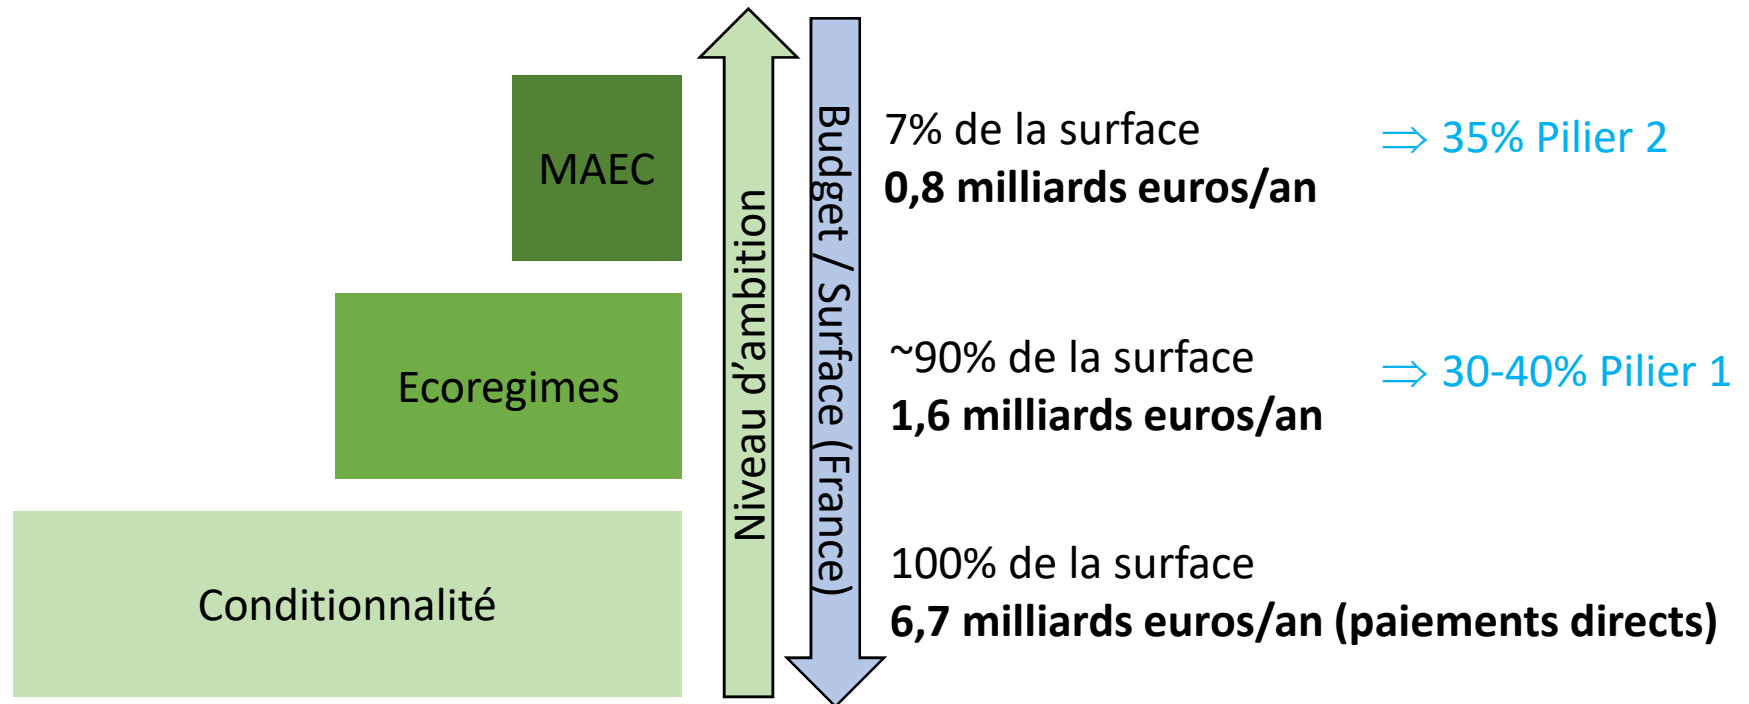 MAEC
7% de la surface
0,8 milliards euros/an
⇒ 35% Pilier 2
Niveau d'ambition
Budget / Surface (France)
Ecoregimes
~90% de la surface
1,6 milliards euros/an
⇒ 30-40% Pilier 1
Conditionnalité
100% de la surface
6,7 milliards euros/an (paiements directs)